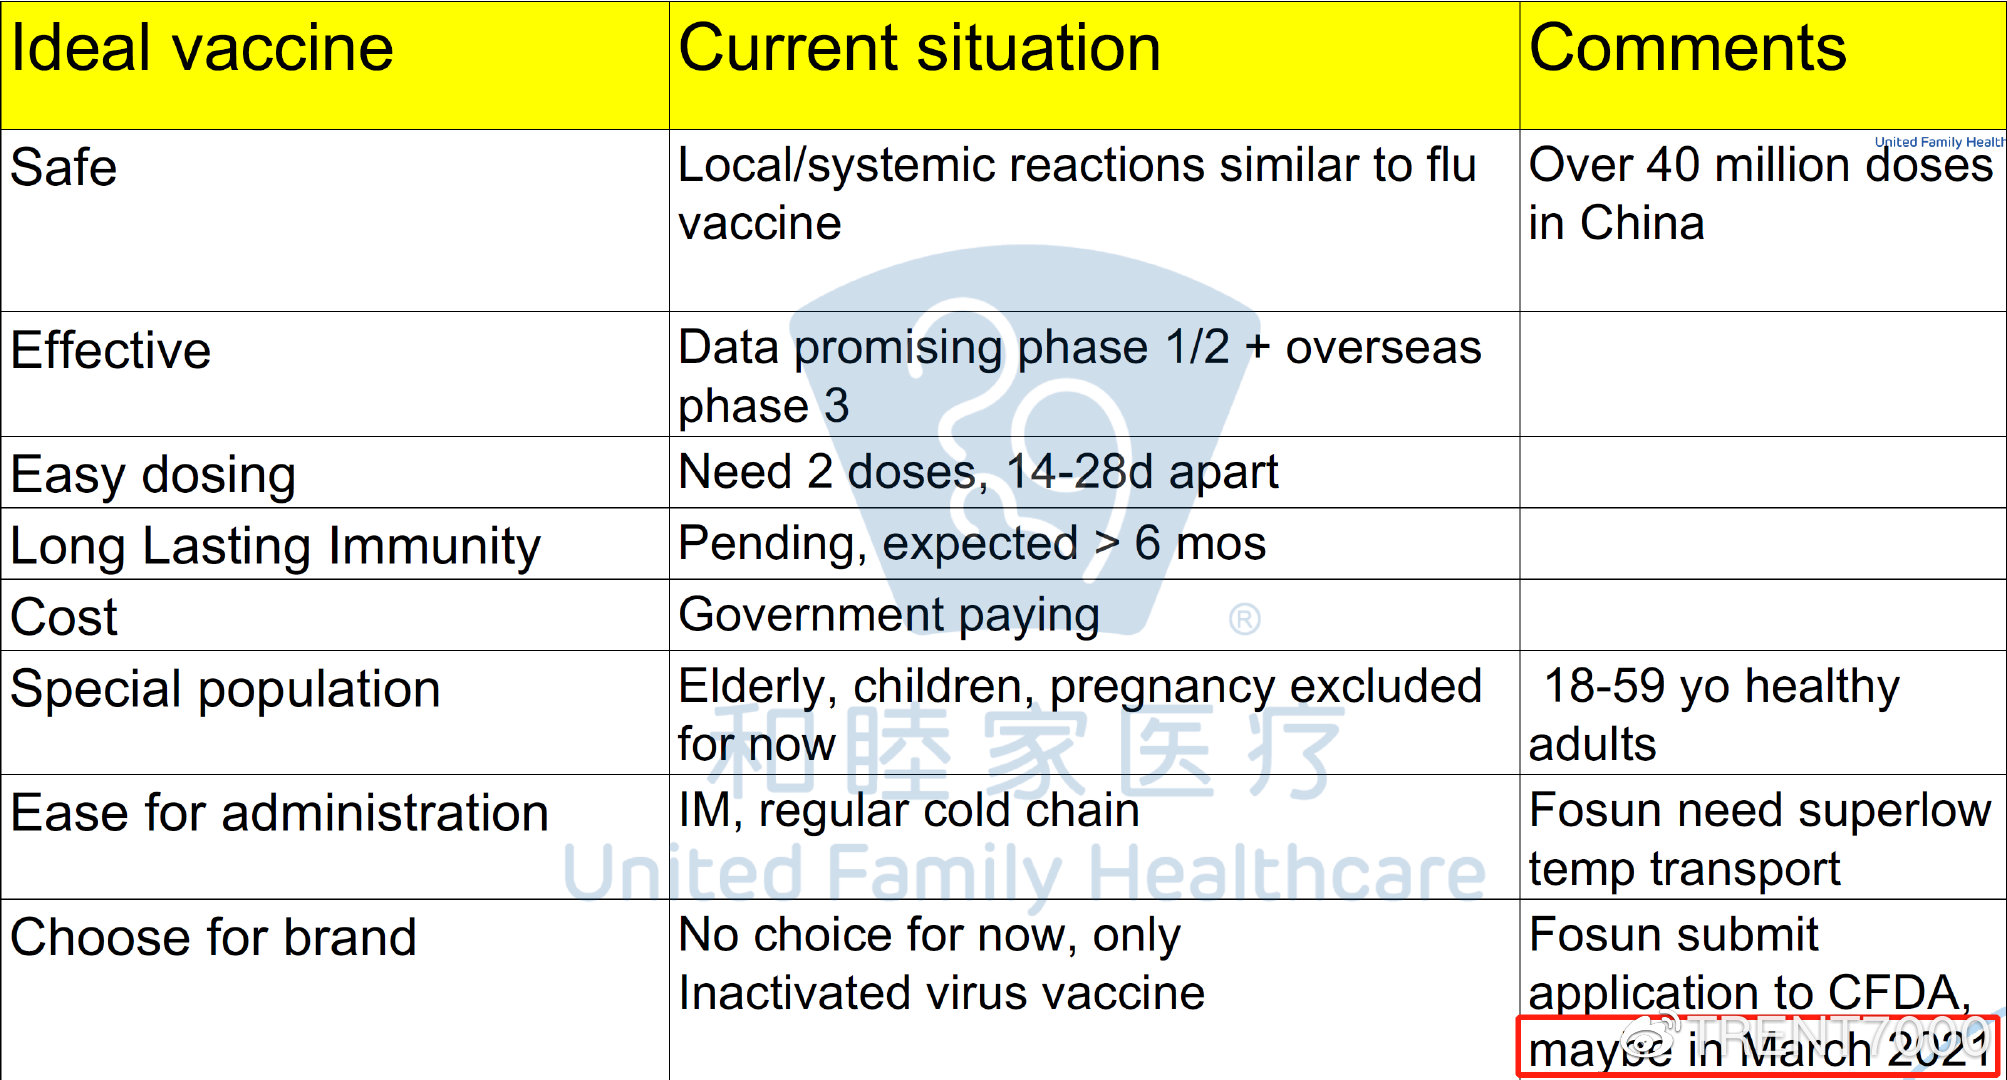 Ideal vaccine
Current situation
Comments
United Family Health
Safe
Local/systemic reactions similar to flu
vaccine
Over 40 million doses
in China
Effective
Data promising phase 1/2 + overseas
phase 3
Easy dosing
Need 2 doses, 14-28d apart
Long Lasting Immunity
Pending, expected > 6 mos
Cost
Government paying
®
Special population
Elderly, children, pregnancy excluded
for now
18-59 yo healthy
adults
和睦家医疗
Ease for administration
IM, regular cold chain
Fosun need superlow
temp transport
United Family Healthcare
Choose for brand
No choice for now, only
Inactivated virus vaccine
Fosun submit
application to CFDA,
maybe in March 2021
TRENT7000